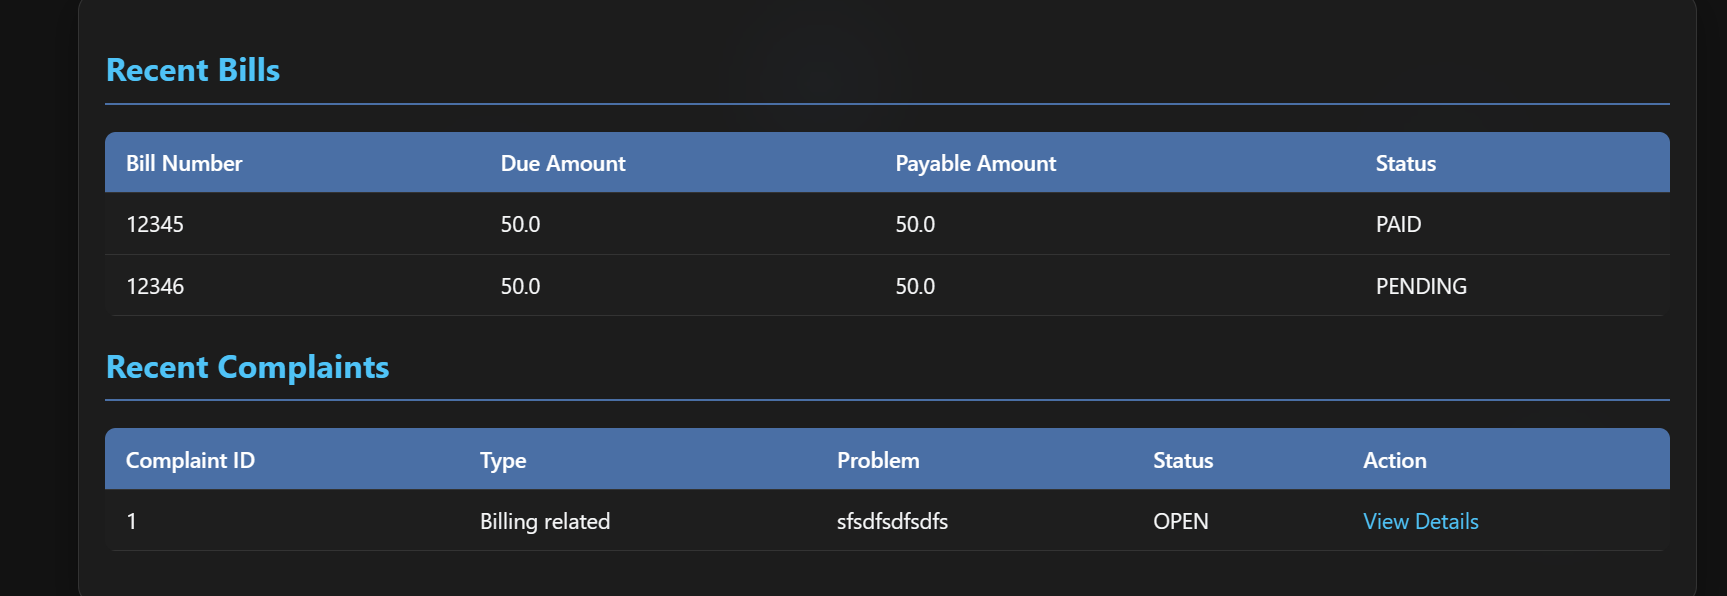 Recent Bills
Bill Number Due Amount Payable Amount Status
12345 50.0 50.0 PAID
12346 50.0 50.0 PENDING
Recent Complaints
Complaint ID Type Problem Status Action
1 Billing related sfsdfsdfsdfs OPEN View Details